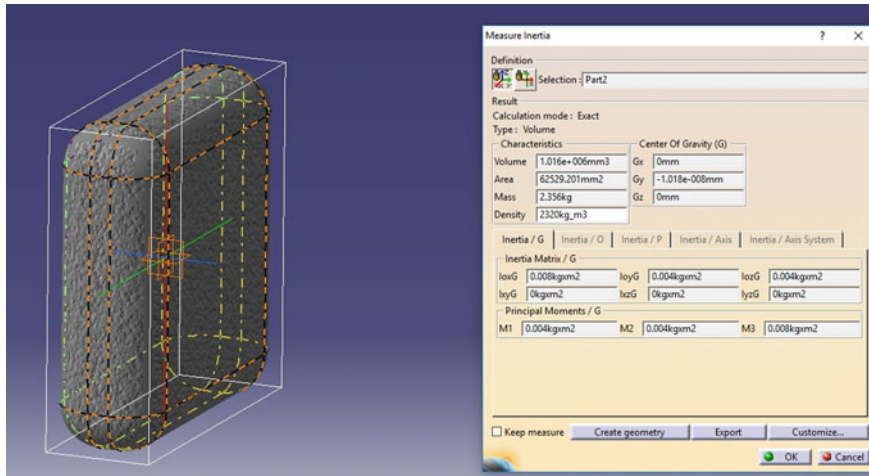 Measure Inertia ? X
Definition
Selection : Part2
Result
Calculation mode : Exact
Type : Volume
Characteristics Center Of Gravity (G)
Volume 1.016e+006mm3 Gx 0mm
Area 62529.201mm2 Gy -1.018e-008mm
Mass 2.356kg Gz 0mm
Density 2320kg_m3
Inertia / G Inertia / O Inertia / P Inertia / Axis Inertia / Axis System
Inertia Matrix / G
IoxG 0.008kgxm2 IoyG 0.004kgxm2 IozG 0.004kgxm2
IxyG 0kgxm2 IxzG 0kgxm2 IyzG 0kgxm2
Principal Moments / G
M1 0.004kgxm2 M2 0.004kgxm2 M3 0.008kgxm2
Keep measure Create geometry Export Customize...
OK Cancel